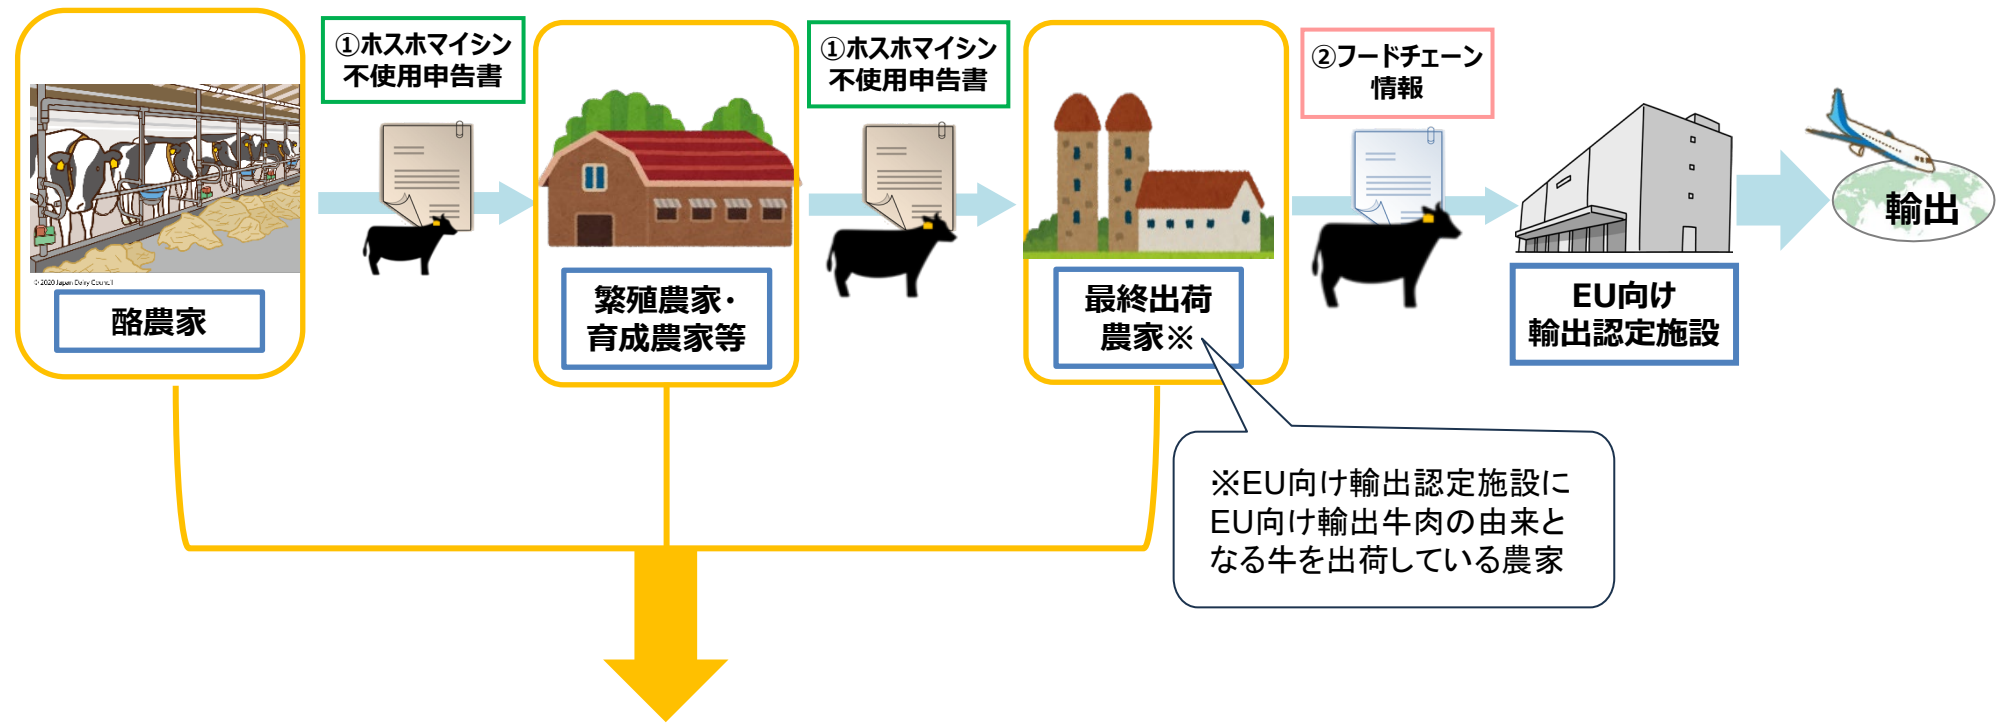 ①ホスホマイシン
不使用申告書
①ホスホマイシン
不使用申告書
②フードチェーン
情報
輸出
© 2020 Japan Dairy Council
酪農家
繁殖農家・
育成農家等
最終出荷
農家※
EU向け
輸出認定施設
※EU向け輸出認定施設に
EU向け輸出牛肉の由来と
なる牛を出荷している農家